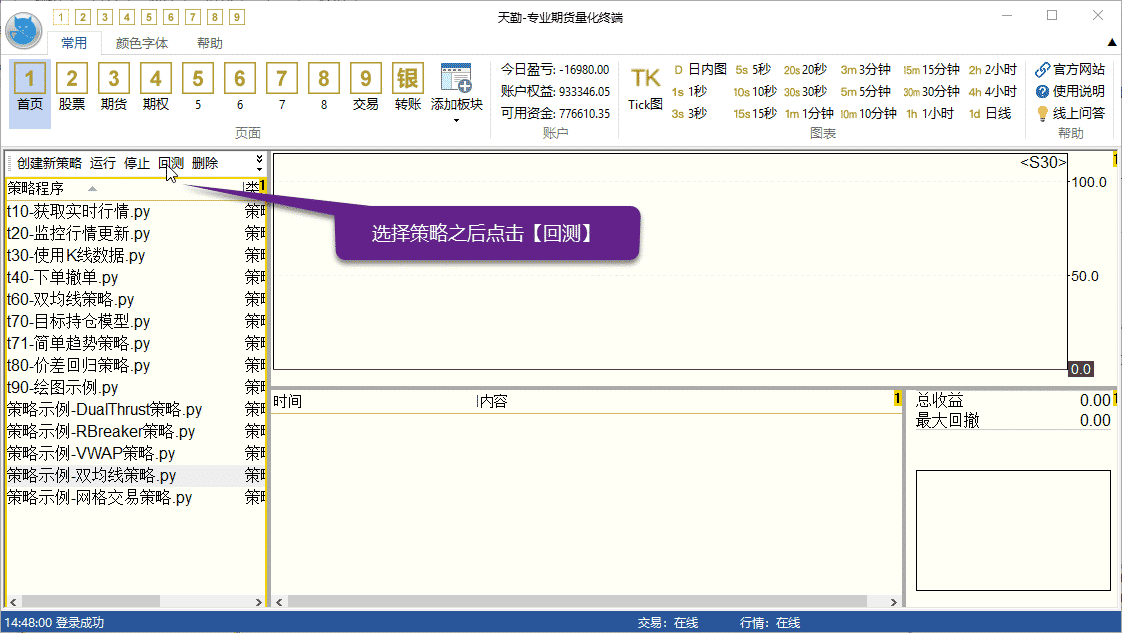 1 2 3 4 5 6 7 8 9
天勤-专业期货量化终端
常用 颜色字体 帮助
1 2 3 4 5 6 7 8 9 银
首页 股票 期货 期权 5 6 7 8 交易 转账 添加板块
页面
今日盈亏: -16980.00
账户权益: 933346.05
可用资金: 776610.35
账户
TK
Tick图
D 日内图 5s 5秒 20s 20秒 3m 3分钟 15m 15分钟 2h 2小时
1s 1秒 10s 10秒 30s 30秒 5m 5分钟 30m 30分钟 4h 4小时
3s 3秒 15s 15秒 1m 1分钟 10m 10分钟 1h 1小时 1d 日线
图表
官方网站
使用说明
线上问答
帮助
创建新策略 运行 停止 回测 删除
策略程序 类 1
t10-获取实时行情.py 策略
t20-监控行情更新.py 策略
t30-使用K线数据.py 策略
t40-下单撤单.py 策略
t60-双均线策略.py 策略
t70-目标持仓模型.py 策略
t71-简单趋势策略.py 策略
t80-价差回归策略.py 策略
t90-绘图示例.py 策略
策略示例-DualThrust策略.py 策略
策略示例-RBreaker策略.py 策略
策略示例-VWAP策略.py 策略
策略示例-双均线策略.py 策略
策略示例-网格交易策略.py 策略
选择策略之后点击【回测】
<S30> 1
100.0
50.0
0.0
时间 内容 1
总收益 0.00 1
最大回撤 0.00
14:48:00 登录成功 交易: 在线 行情: 在线